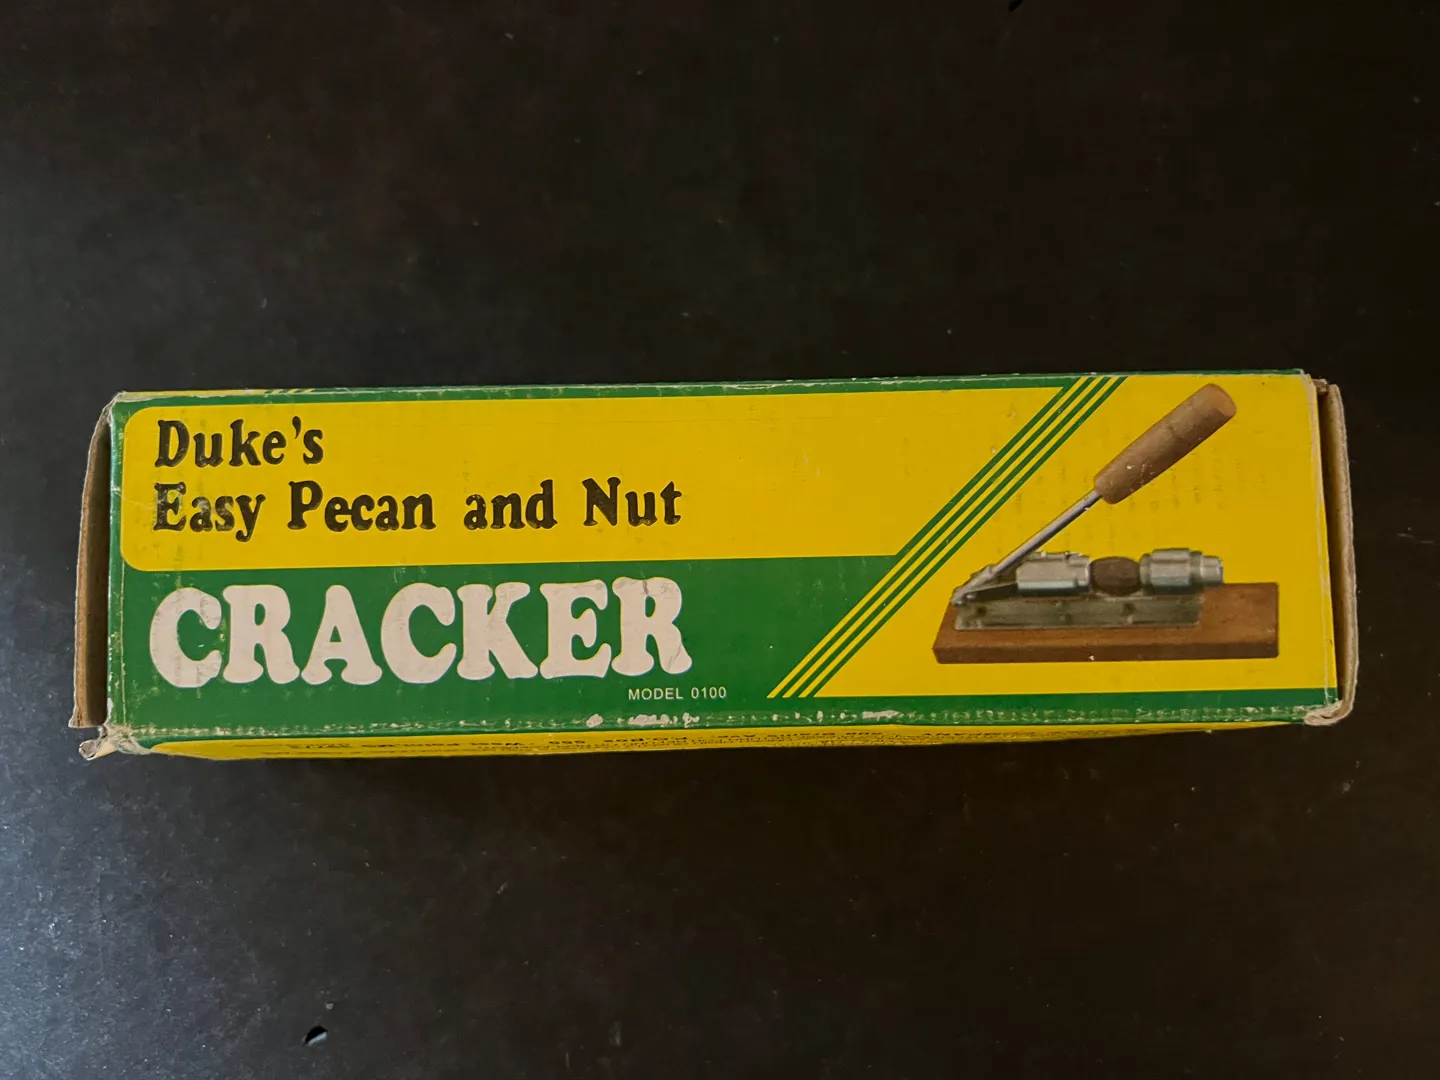 Duke's
Easy Pecan and Nut
CRACKER
MODEL 0100